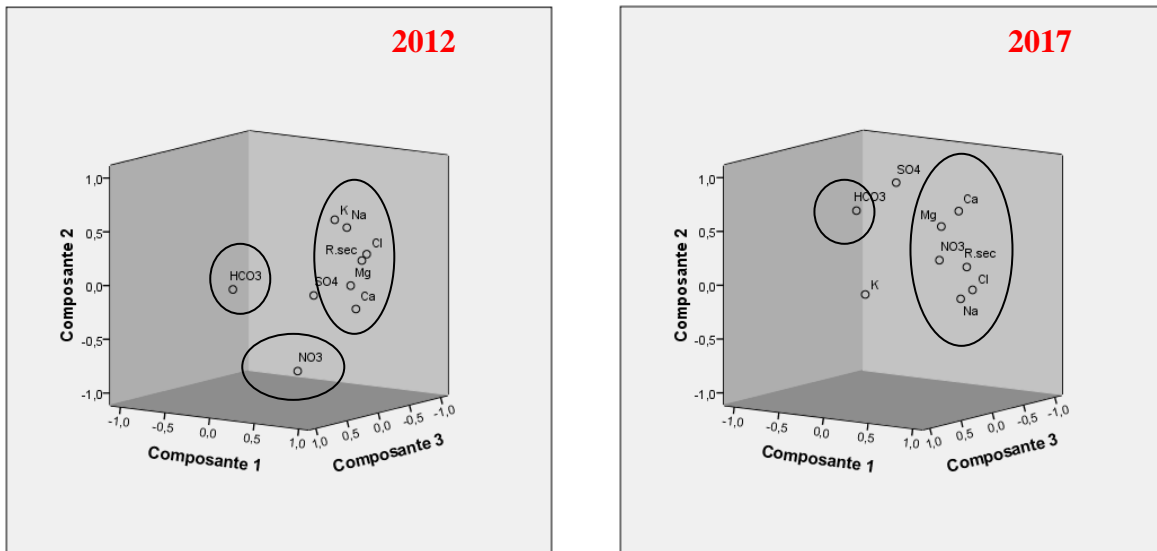 2012
1,0
0,5
0,0
-0,5
-1,0
Composante 2
K
Na
Cl
R.sec
Mg
HCO3
SO4
Ca
NO3
-1,0 -0,5 0,0 0,5 1,0
Composante 1
1,0 0,5 0,0 -0,5 -1,0
Composante 3
2017
1,0
0,5
0,0
-0,5
-1,0
Composante 2
SO4
HCO3
Ca
Mg
NO3
R.sec
K
Cl
Na
-1,0 -0,5 0,0 0,5 1,0
Composante 1
1,0 0,5 0,0 -0,5 -1,0
Composante 3